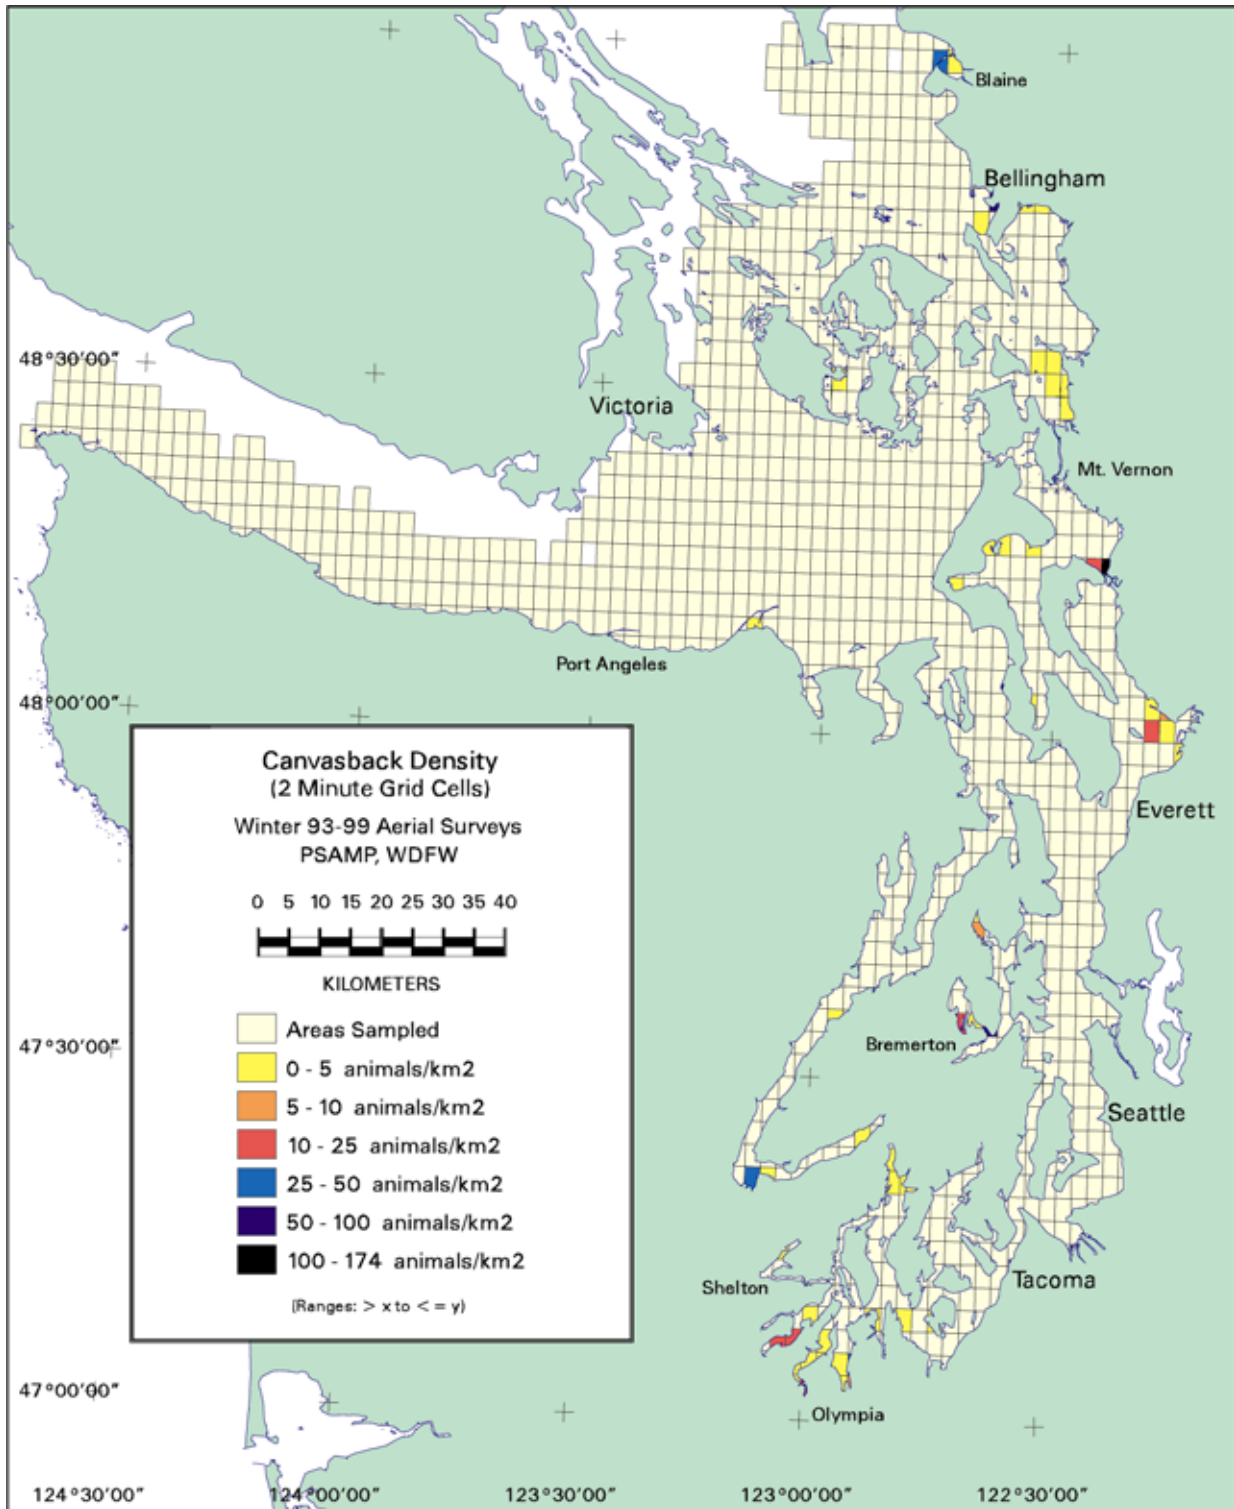 Blaine
Bellingham
48°30'00"
Victoria
Mt. Vernon
Port Angeles
48°00'00"
Everett
Canvasback Density
(2 Minute Grid Cells)
Winter 93-99 Aerial Surveys
PSAMP, WDFW
0 5 10 15 20 25 30 35 40
KILOMETERS
Areas Sampled
0 - 5 animals/km2
5 - 10 animals/km2
10 - 25 animals/km2
25 - 50 animals/km2
50 - 100 animals/km2
100 - 174 animals/km2
(Ranges: > x to < = y)
47°30'00"
Bremerton
Seattle
Shelton
Tacoma
47°00'00"
Olympia
124°30'00" 124°00'00" 123°30'00" 123°00'00" 122°30'00"